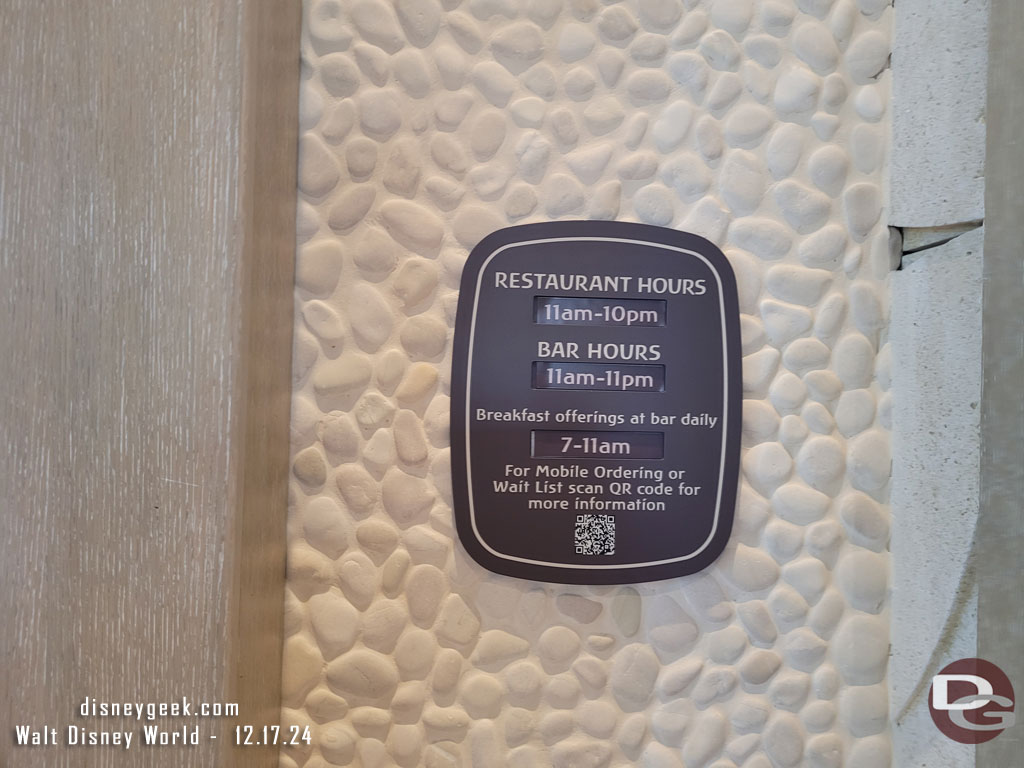 RESTAURANT HOURS
11am-10pm
BAR HOURS
11am-11pm
Breakfast offerings at bar daily
7-11am
For Mobile Ordering or
Wait List scan QR code for
more information
disneygeek.com
Walt Disney World - 12.17.24
DG